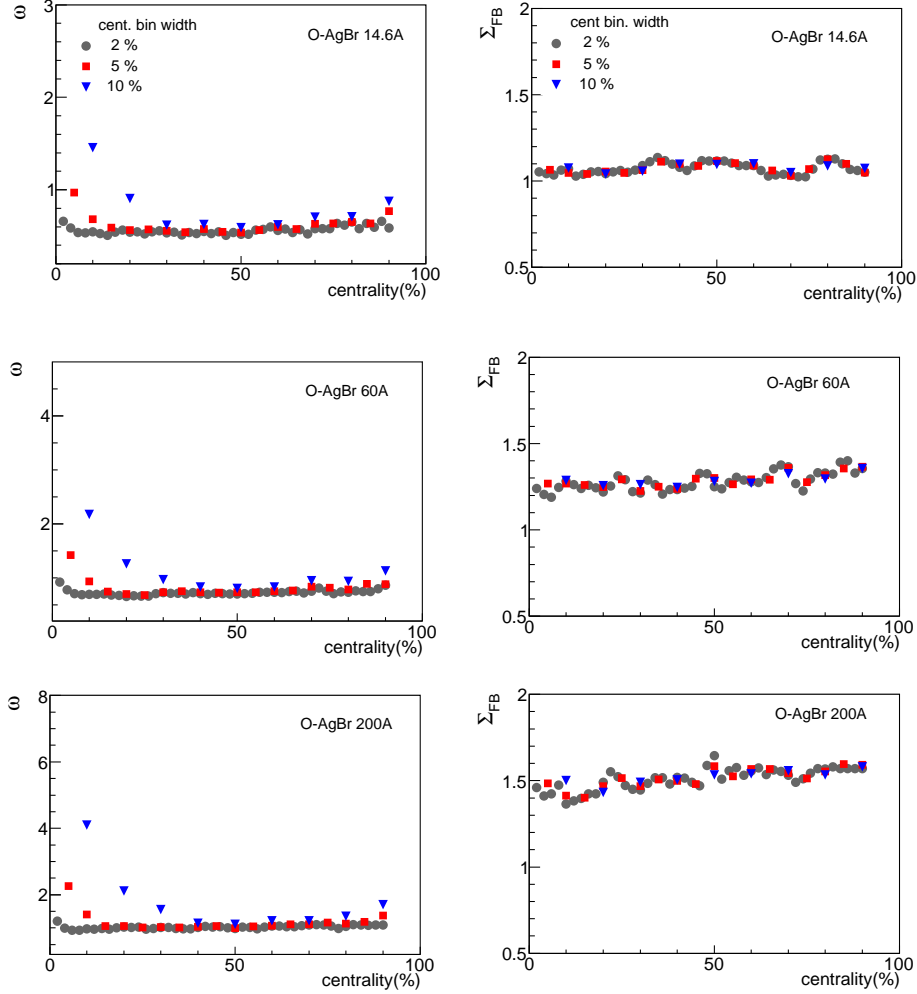 ω
3
2
1
0
50
100
centrality(%)
cent. bin width
2 %
5 %
10 %
O-AgBr 14.6A
Σ_FB
2
1.5
1
0.5
0
50
100
centrality(%)
cent bin. width
2 %
5 %
10 %
O-AgBr 14.6A
ω
4
2
0
50
100
centrality(%)
O-AgBr 60A
Σ_FB
2
1.5
1
0.5
0
50
100
centrality(%)
O-AgBr 60A
ω
8
6
4
2
0
50
100
centrality(%)
O-AgBr 200A
Σ_FB
2
1.5
1
0.5
0
50
100
centrality(%)
O-AgBr 200A